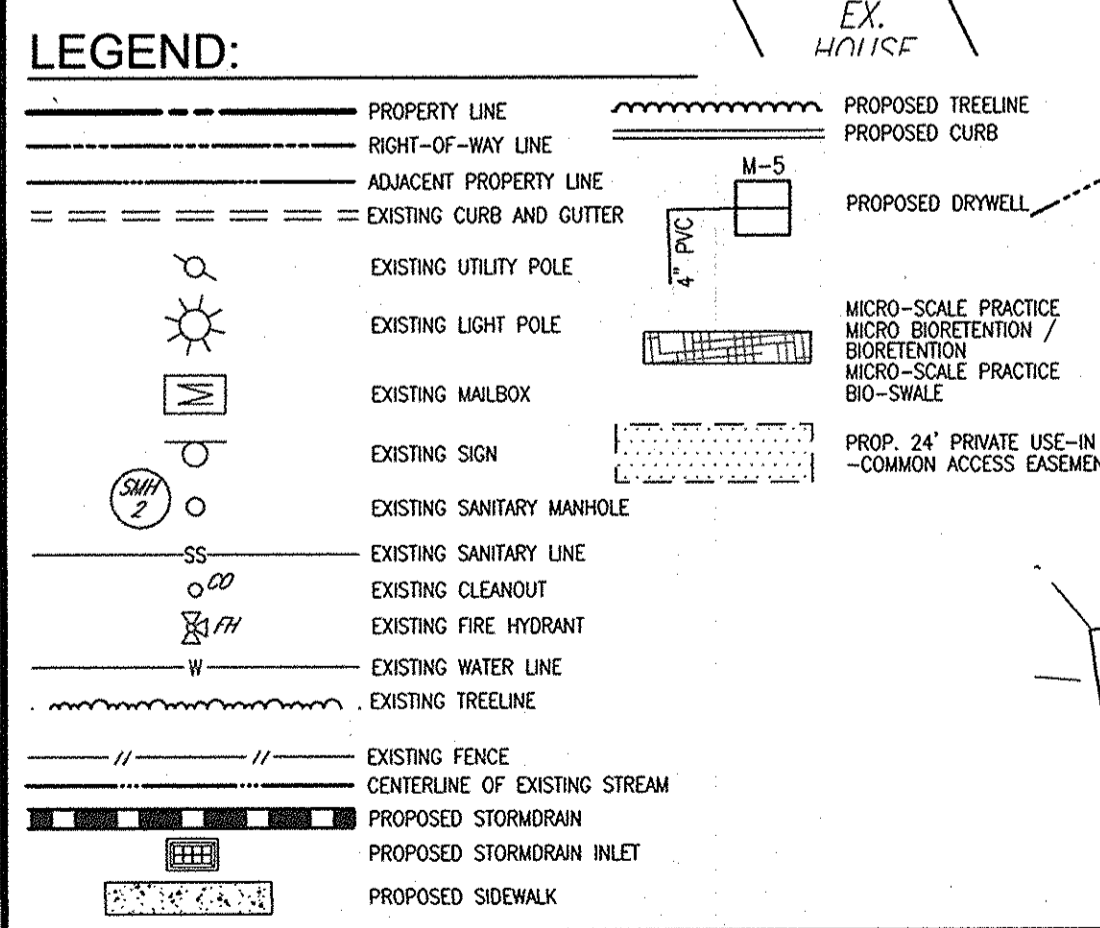 EX.
HOUSE
LEGEND:
PROPERTY LINE
RIGHT-OF-WAY LINE
ADJACENT PROPERTY LINE
EXISTING CURB AND GUTTER
EXISTING UTILITY POLE
EXISTING LIGHT POLE
EXISTING MAILBOX
EXISTING SIGN
SMH
2
EXISTING SANITARY MANHOLE
SS
EXISTING SANITARY LINE
CO
EXISTING CLEANOUT
FH
EXISTING FIRE HYDRANT
W
EXISTING WATER LINE
EXISTING TREELINE
EXISTING FENCE
CENTERLINE OF EXISTING STREAM
PROPOSED STORMDRAIN
PROPOSED STORMDRAIN INLET
PROPOSED SIDEWALK
PROPOSED TREELINE
PROPOSED CURB
M-5
4" PVC
PROPOSED DRYWELL
MICRO-SCALE PRACTICE
MICRO BIORETENTION /
BIORETENTION
MICRO-SCALE PRACTICE
BIO-SWALE
PROP. 24' PRIVATE USE-IN
-COMMON ACCESS EASEMEN